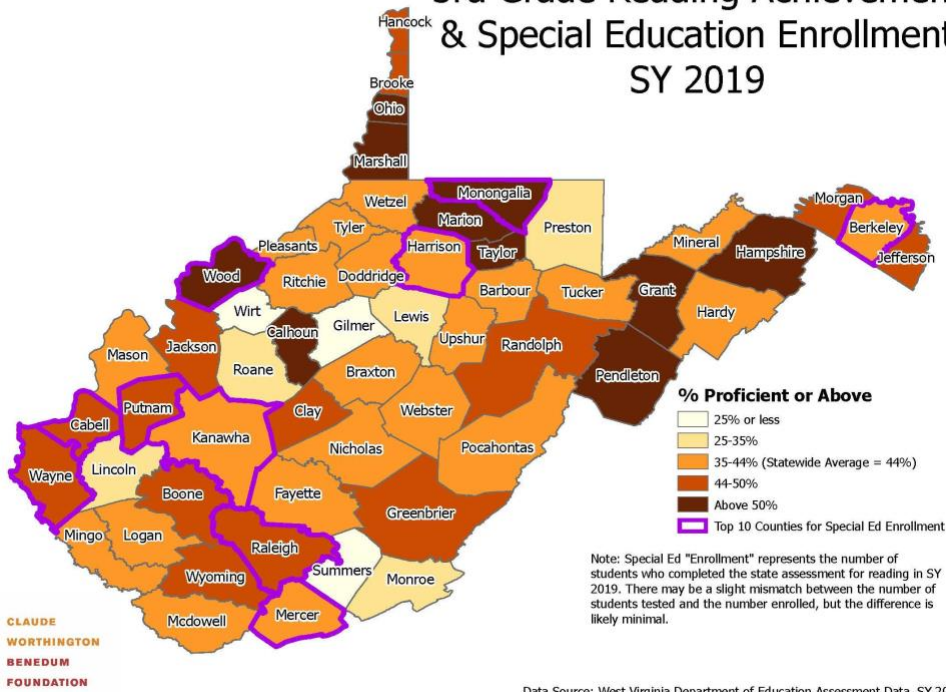 & Special Education Enrollment
SY 2019
Hancock
Brooke
Ohio
Marshall
Wetzel
Monongalia
Marion
Preston
Morgan
Berkeley
Jefferson
Tyler
Harrison
Taylor
Mineral
Hampshire
Pleasants
Doddridge
Wood
Ritchie
Barbour
Tucker
Grant
Hardy
Wirt
Calhoun
Gilmer
Lewis
Upshur
Randolph
Jackson
Mason
Roane
Braxton
Pendleton
Putnam
Clay
Webster
Cabell
Kanawha
Nicholas
Pocahontas
Wayne
Lincoln
Boone
Fayette
Greenbrier
Mingo
Logan
Raleigh
Summers
Wyoming
Monroe
Mcdowell
Mercer
% Proficient or Above
25% or less
25-35%
35-44% (Statewide Average = 44%)
44-50%
Above 50%
Top 10 Counties for Special Ed Enrollment
Note: Special Ed "Enrollment" represents the number of
students who completed the state assessment for reading in SY
2019. There may be a slight mismatch between the number of
students tested and the number enrolled, but the difference is
likely minimal.
CLAUDE
WORTHINGTON
BENEDUM
FOUNDATION
Data Source: West Virginia Department of Education Assessment Data, SY